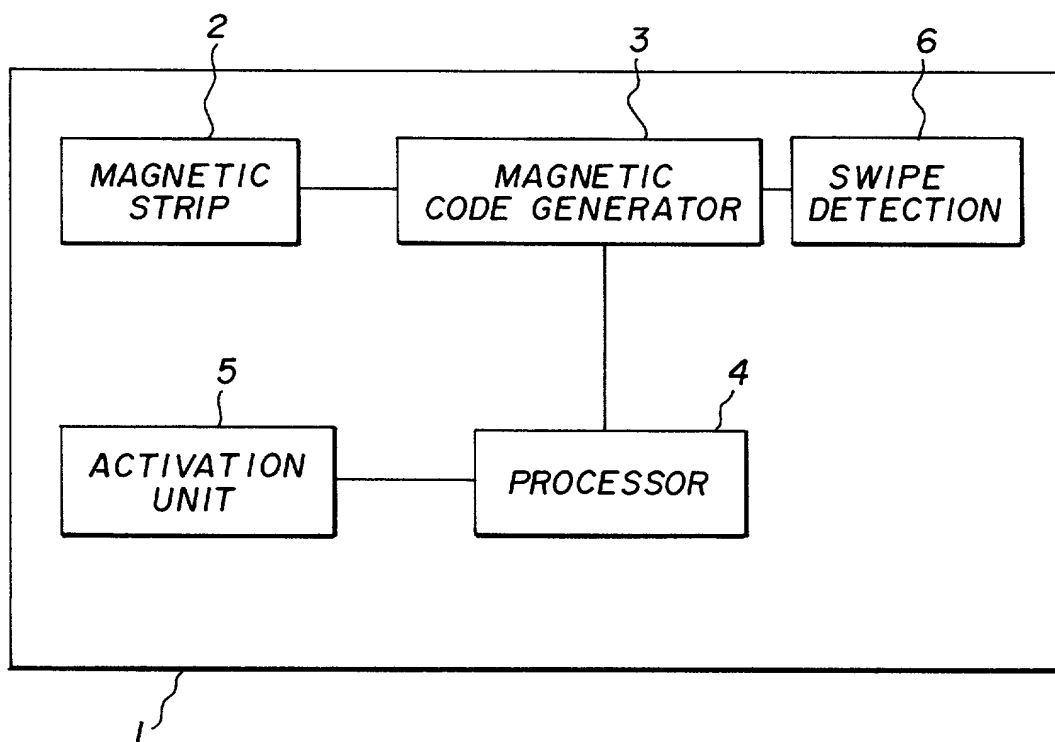 2
3
6
MAGNETIC
STRIP
MAGNETIC
CODE GENERATOR
SWIPE
DETECTION
5
4
ACTIVATION
UNIT
PROCESSOR
1